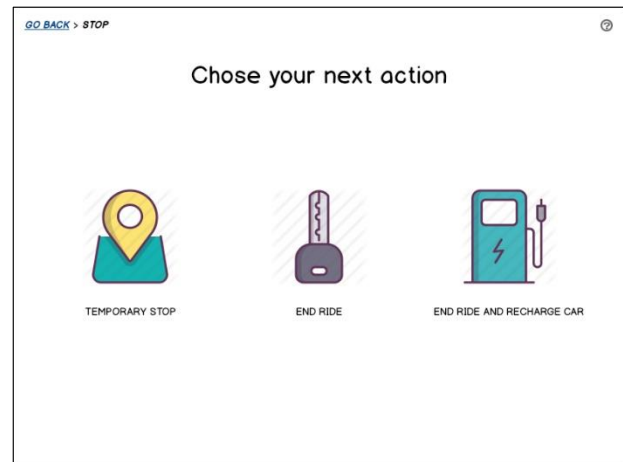 GO BACK > STOP
Chose your next action
TEMPORARY STOP
END RIDE
END RIDE AND RECHARGE CAR